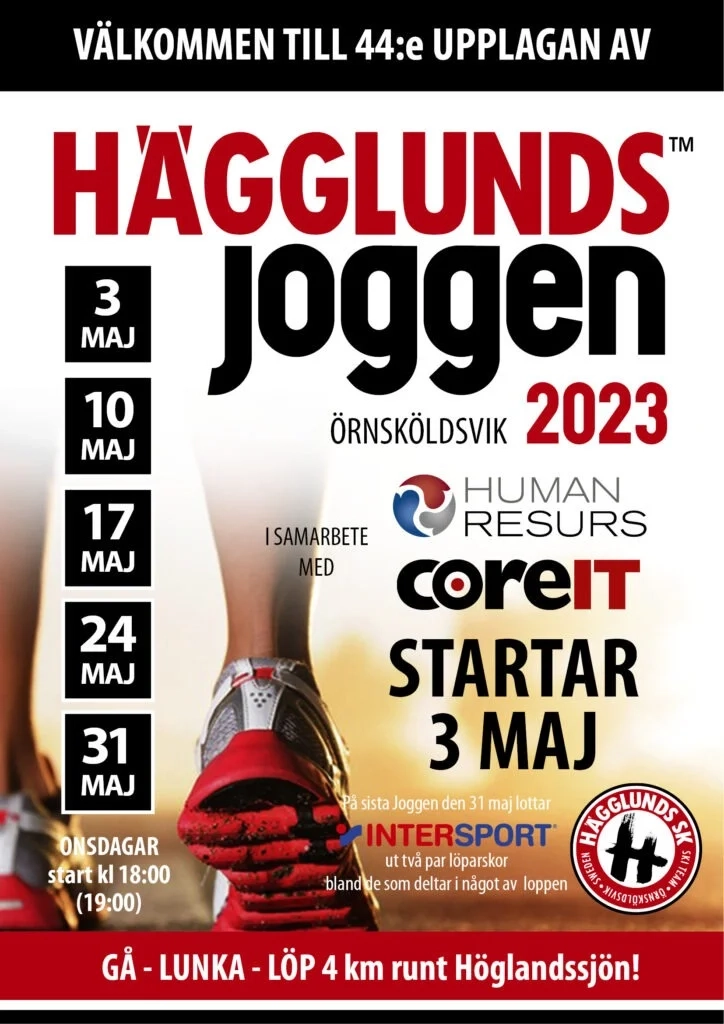 VÄLKOMMEN TILL 44:e UPPLAGAN AV
HÄGGLUNDS™
joggen
ÖRNSKÖLDSVIK 2023
3
MAJ
10
MAJ
17
MAJ
24
MAJ
31
MAJ
ONSDAGAR
start kl 18:00
(19:00)
I SAMARBETE
MED
HUMAN
RESURS
coreIT
STARTAR
3 MAJ
På sista Joggen den 31 maj lottar
INTERSPORT
ut två par löparskor
bland de som deltar i något av loppen
HÄGGLUNDS SK
SKI TEAM • ÖRNSKÖLDSVIK • SWEDEN
H
GÅ - LUNKA - LÖP 4 km runt Höglandssjön!